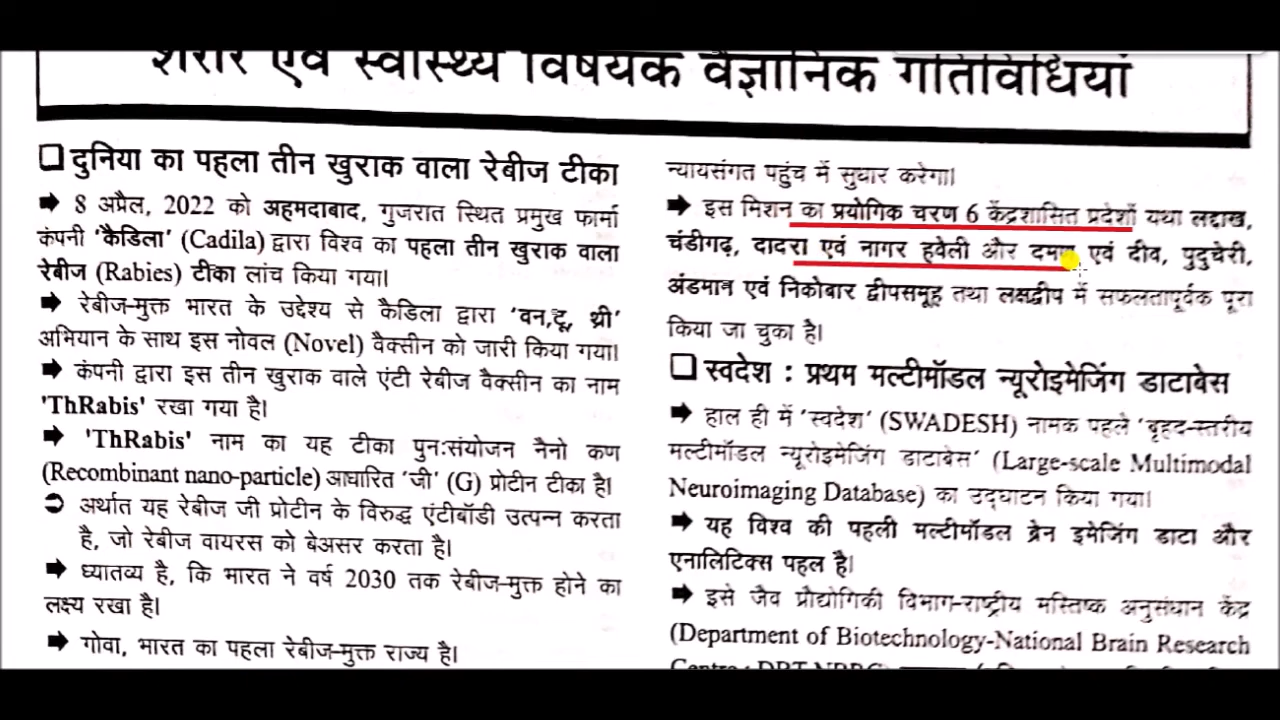 शरीर एवं स्वास्थ्य विषयक वैज्ञानिक गतिविधियां
❑ दुनिया का पहला तीन खुराक वाला रेबीज टीका
➡ 8 अप्रैल, 2022 को अहमदाबाद, गुजरात स्थित प्रमुख फार्मा
कंपनी ‘कैडिला’ (Cadila) द्वारा विश्व का पहला तीन खुराक वाला
रेबीज (Rabies) टीका लांच किया गया।
➡ रेबीज-मुक्त भारत के उद्देश्य से कैडिला द्वारा ‘वन,टू, थ्री’
अभियान के साथ इस नोवल (Novel) वैक्सीन को जारी किया गया।
➡ कंपनी द्वारा इस तीन खुराक वाले एंटी रेबीज वैक्सीन का नाम
'ThRabis' रखा गया है।
➡ 'ThRabis' नाम का यह टीका पुन:संयोजन नैनो कण
(Recombinant nano-particle) आधारित ‘जी’ (G) प्रोटीन टीका है।
➲ अर्थात यह रेबीज जी प्रोटीन के विरुद्ध एंटीबॉडी उत्पन्न करता
है, जो रेबीज वायरस को बेअसर करता है।
➡ ध्यातव्य है, कि भारत ने वर्ष 2030 तक रेबीज-मुक्त होने का
लक्ष्य रखा है।
➡ गोवा, भारत का पहला रेबीज-मुक्त राज्य है।
न्यायसंगत पहुंच में सुधार करेगा।
➡ इस मिशन का प्रयोगिक चरण 6 केंद्रशासित प्रदेशों यथा लद्दाख,
चंडीगढ़, दादरा एवं नागर हवेली और दमण एवं दीव, पुदुचेरी,
अंडमान एवं निकोबार द्वीपसमूह तथा लक्षद्वीप में सफलतापूर्वक पूरा
किया जा चुका है।
❑ स्वदेश : प्रथम मल्टीमॉडल न्यूरोइमेजिंग डाटाबेस
➡ हाल ही में ‘स्वदेश’ (SWADESH) नामक पहले ‘बृहद-स्तरीय
मल्टीमॉडल न्यूरोइमेजिंग डाटाबेस’ (Large-scale Multimodal
Neuroimaging Database) का उद्घाटन किया गया।
➡ यह विश्व की पहली मल्टीमॉडल ब्रेन इमेजिंग डाटा और
एनालिटिक्स पहल है।
➡ इसे जैव प्रौद्योगिकी विभाग-राष्ट्रीय मस्तिष्क अनुसंधान केंद्र
(Department of Biotechnology-National Brain Research